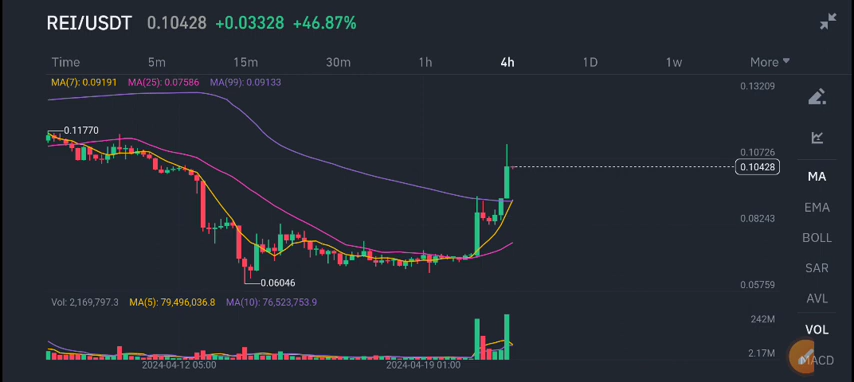 REI/USDT 0.10428 +0.03328 +46.87%
Time 5m 15m 30m 1h 4h 1D 1w More
MA(7): 0.09191 MA(25): 0.07586 MA(99): 0.09133
0.13209
0.11770
0.10726
0.10428
MA
EMA
0.08243
BOLL
SAR
0.06046
0.05759
AVL
Vol: 2,169,797.3 MA(5): 79,496,036.8 MA(10): 76,523,753.9
242M
VOL
2.17M
MACD
2024-04-12 05:00 2024-04-19 01:00